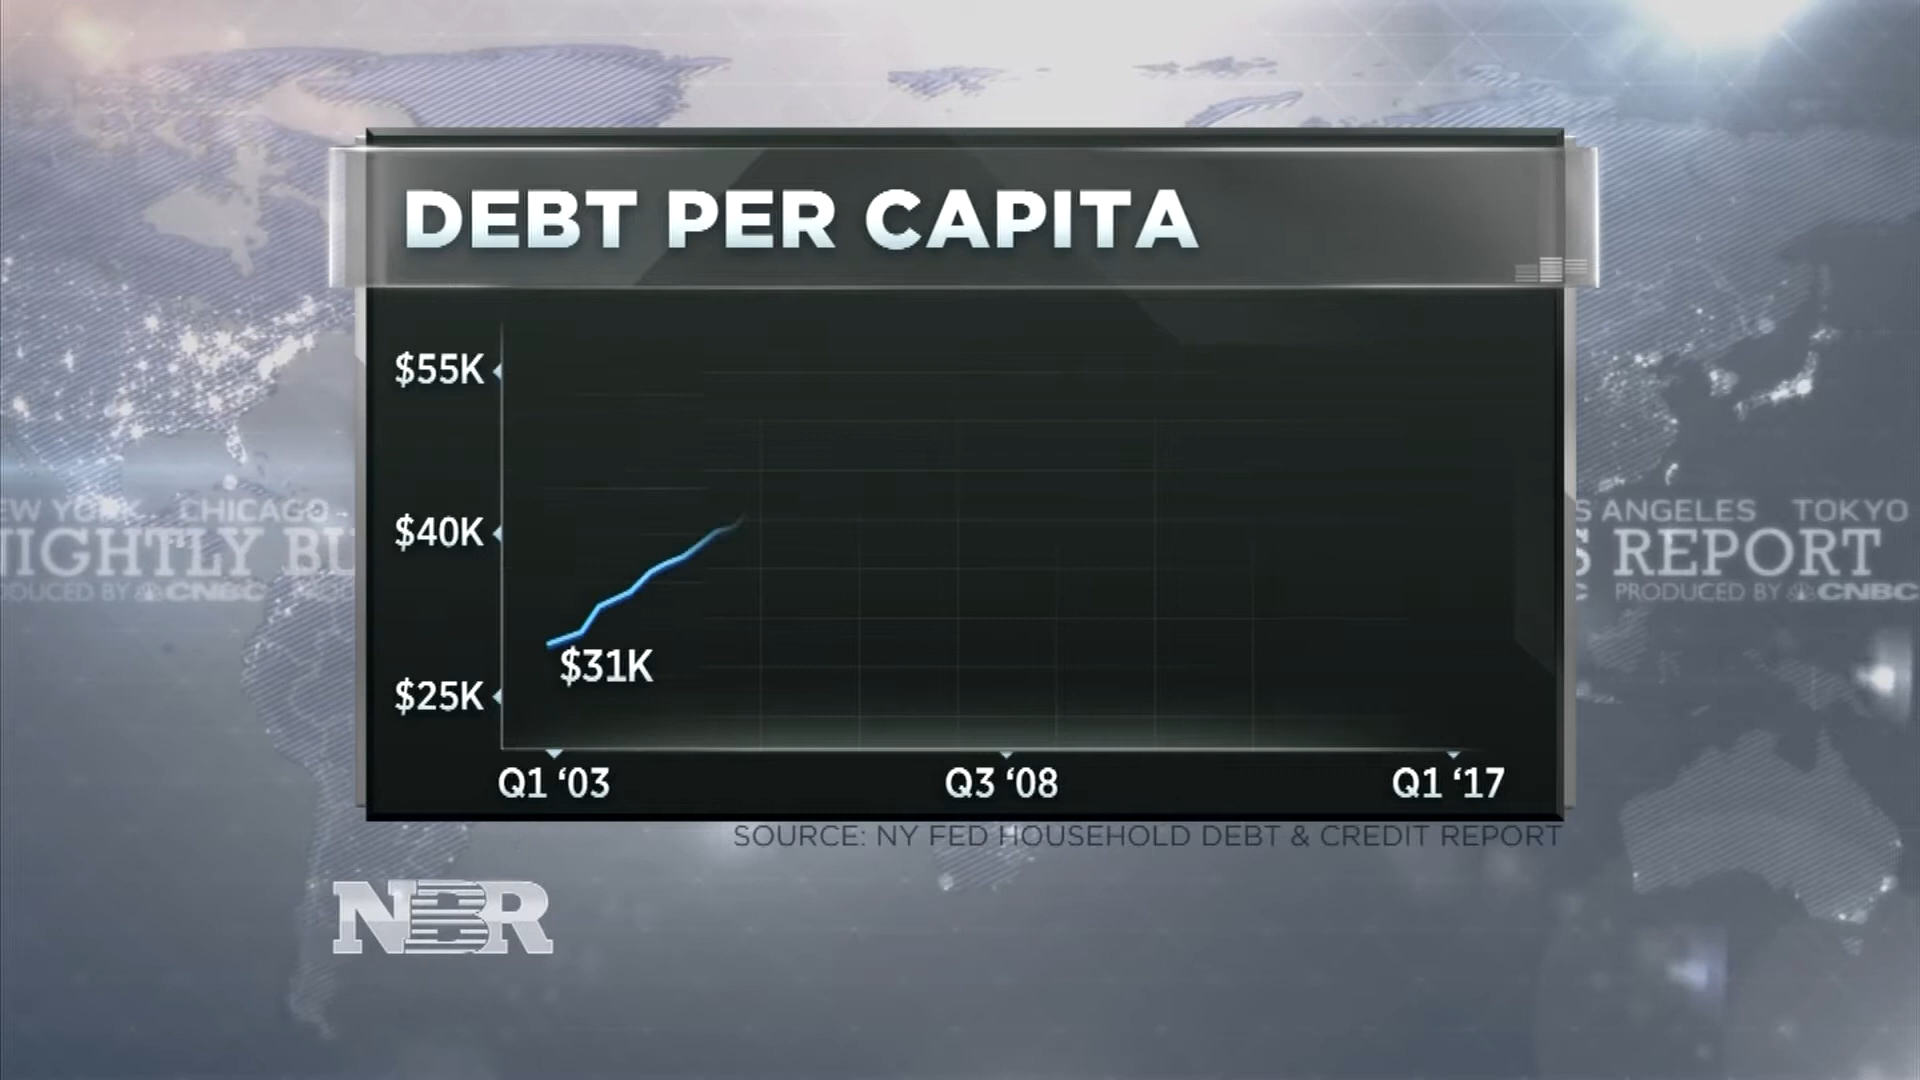 DEBT PER CAPITA
$55K
$40K
$25K
$31K
Q1 ‘03
Q3 ‘08
Q1 ‘17
SOURCE: NY FED HOUSEHOLD DEBT & CREDIT REPORT
NBR
CHICAGO
ANGELES TOKYO
REPORT
PRODUCED BY CNBC
CNBC